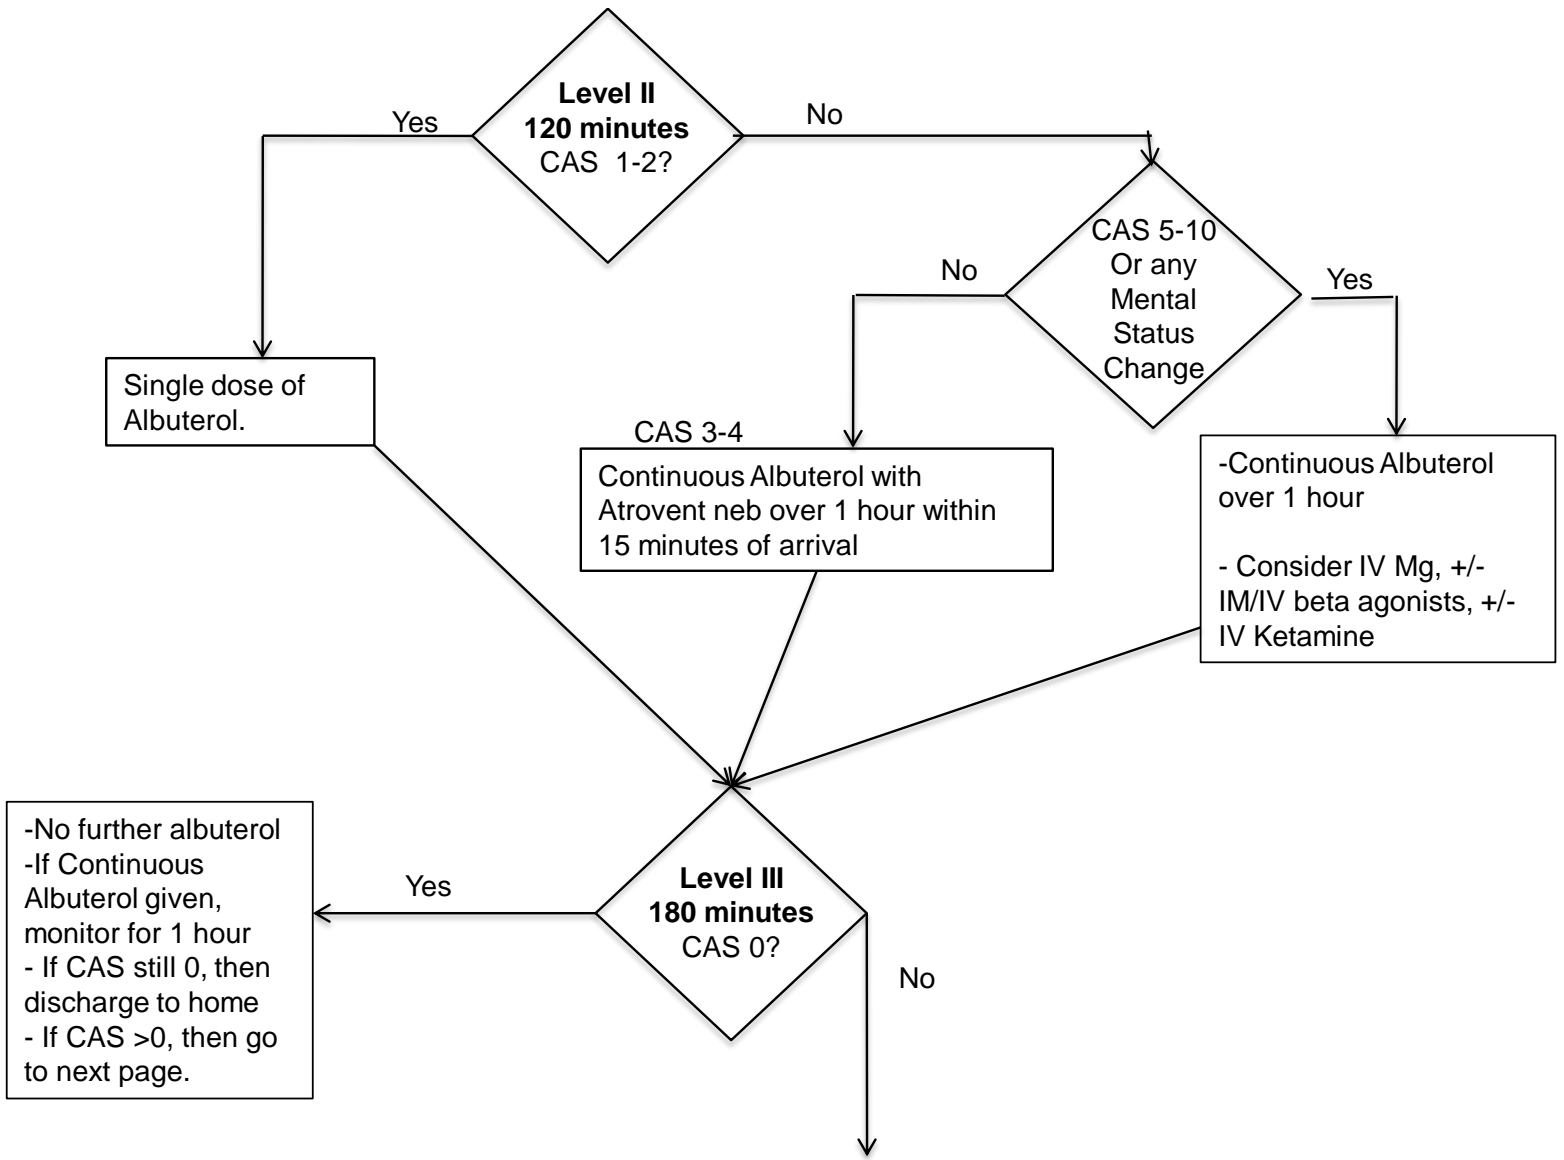 Level II
120 minutes
CAS 1-2?
Yes
No
CAS 5-10
Or any
Mental
Status
Change
No
Yes
Single dose of
Albuterol.
CAS 3-4
Continuous Albuterol with
Atrovent neb over 1 hour within
15 minutes of arrival
-Continuous Albuterol
over 1 hour
- Consider IV Mg, +/-
IM/IV beta agonists, +/-
IV Ketamine
Level III
180 minutes
CAS 0?
Yes
No
-No further albuterol
-If Continuous
Albuterol given,
monitor for 1 hour
- If CAS still 0, then
discharge to home
- If CAS >0, then go
to next page.